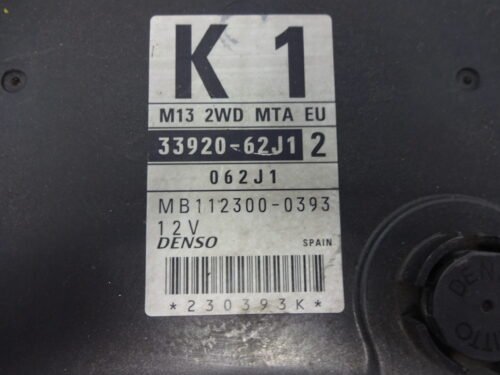 K 1
M13 2WD MTA EU
33920-62J1 2
062J1
MB112300-0393
12V
DENSO SPAIN
*230393K*